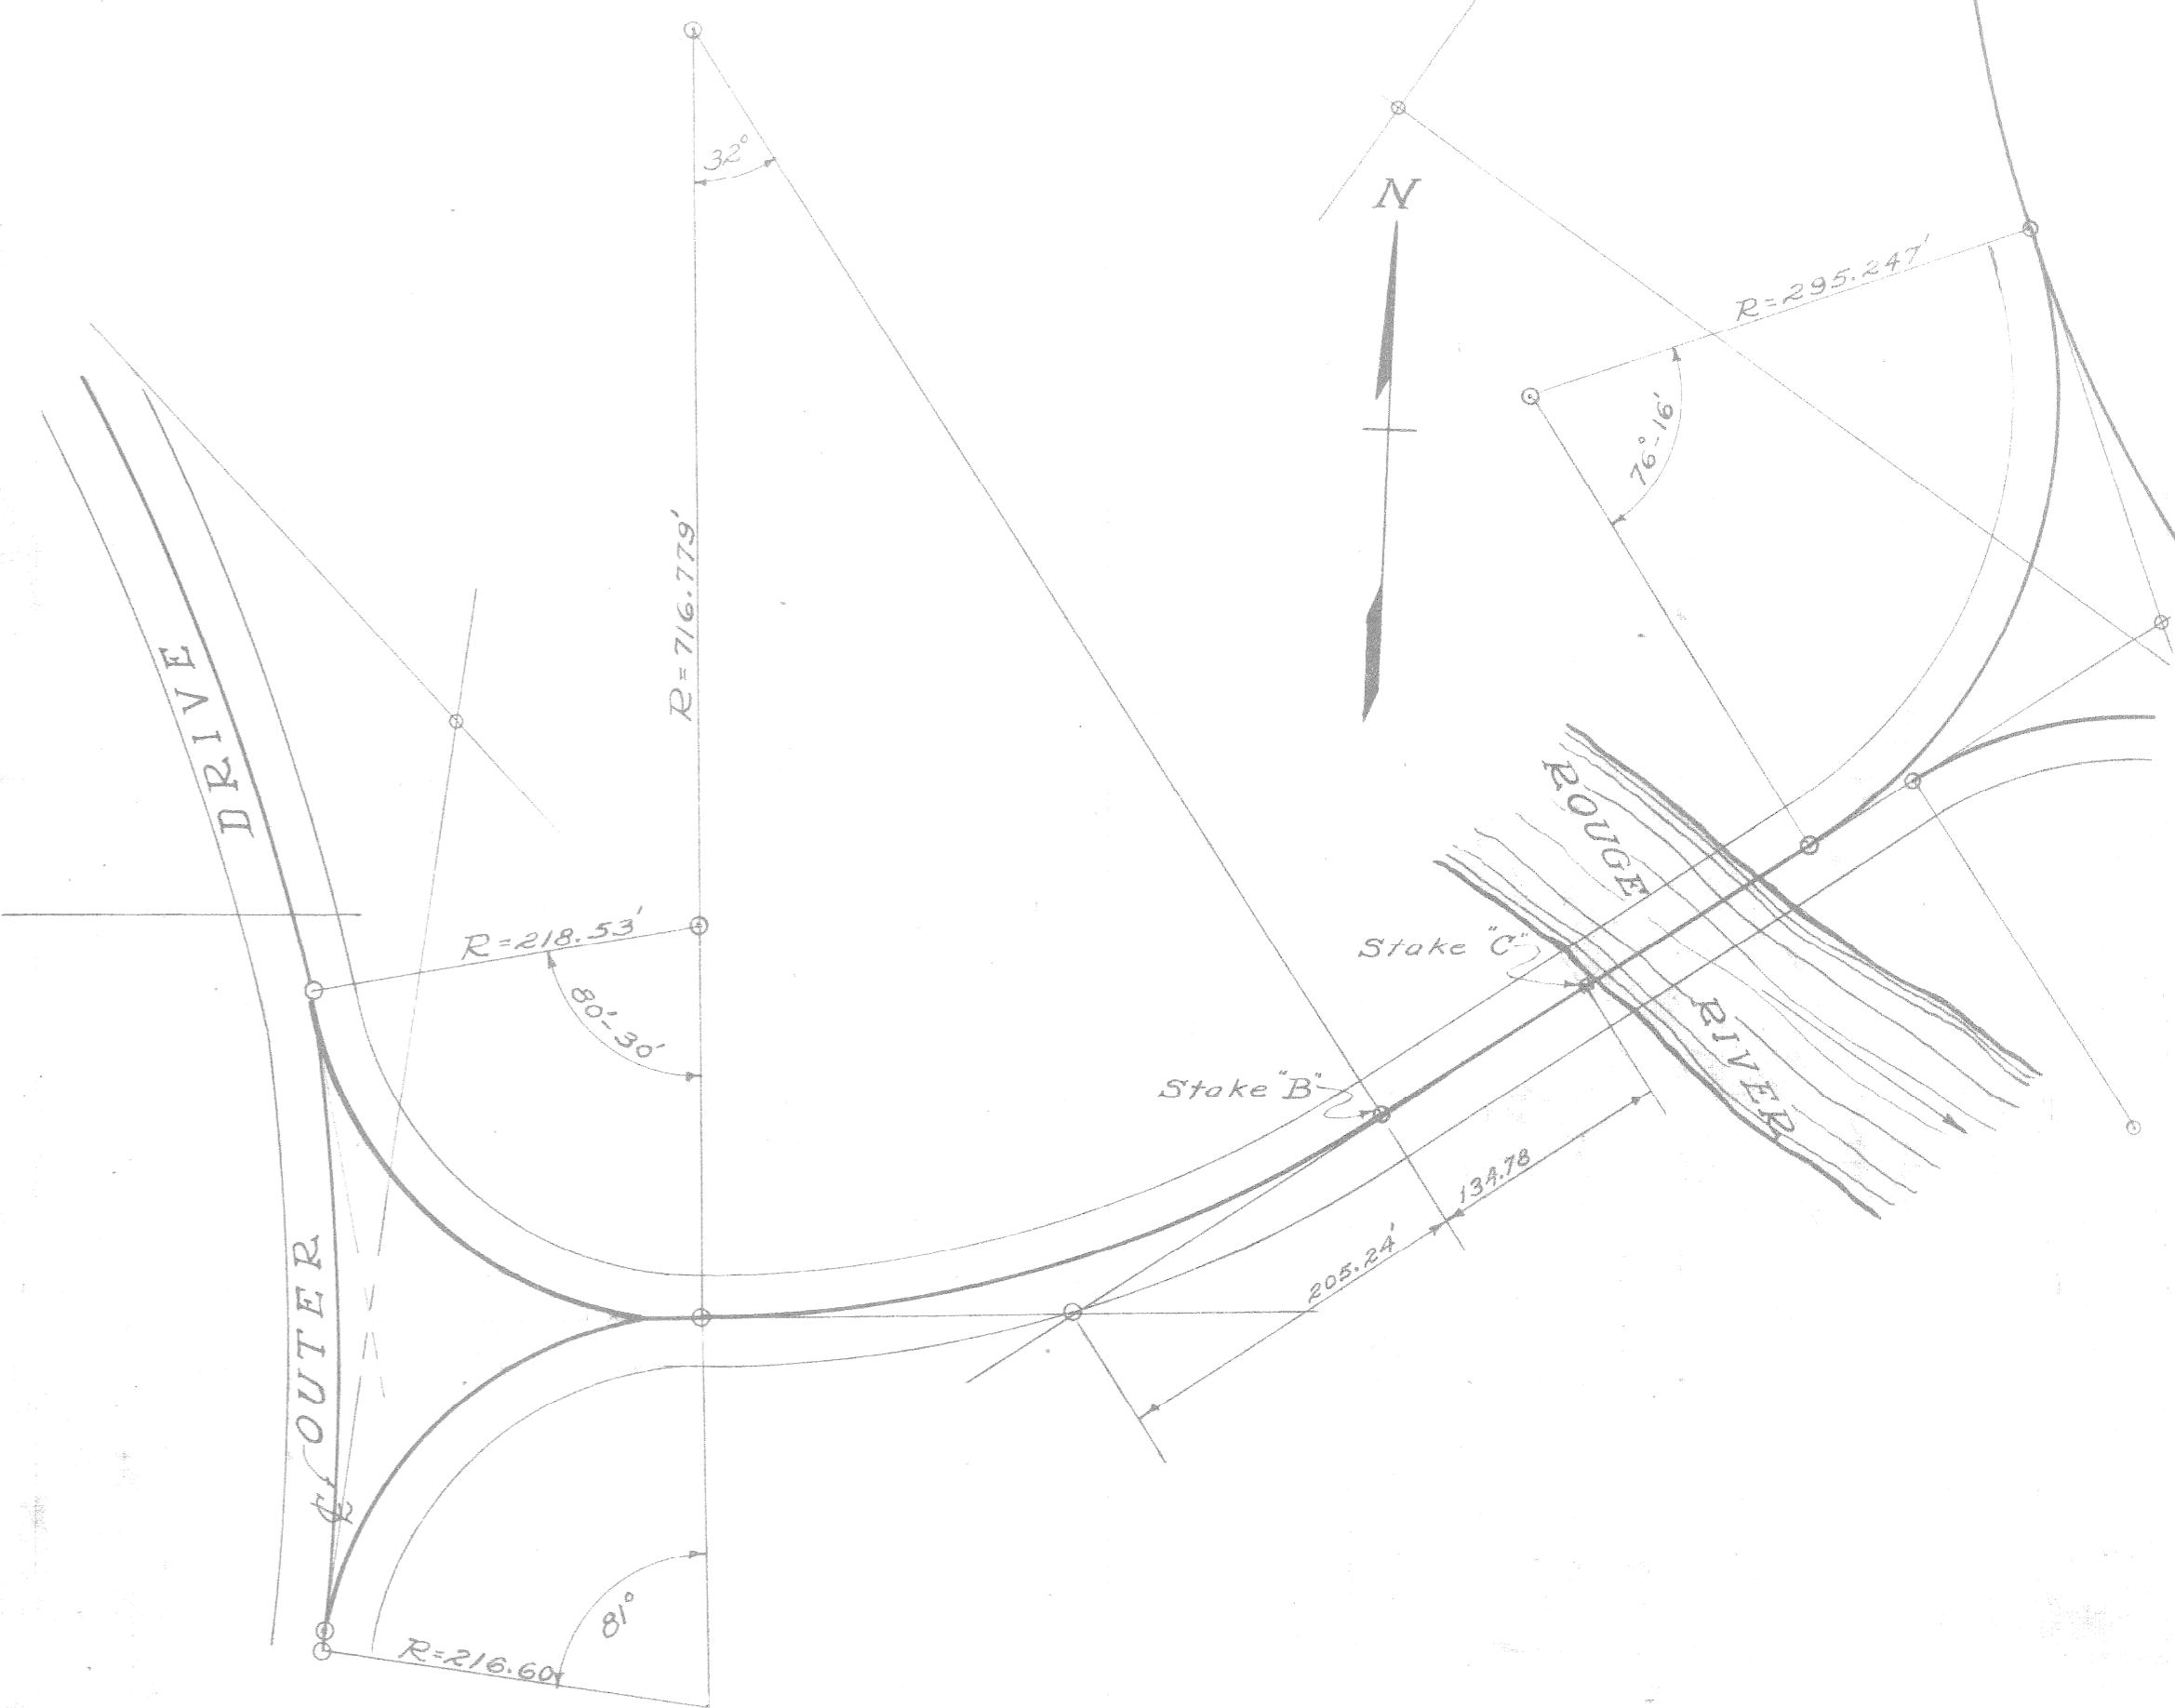 32°
N
R=295.247'
76°-16'
R=716.779'
DRIVE
ROUGE
R=218.53'
Stake "C"
80°-30'
RIVER
Stake "B"
134.78
205.24'
OUTER
℄
81°
R=216.60'